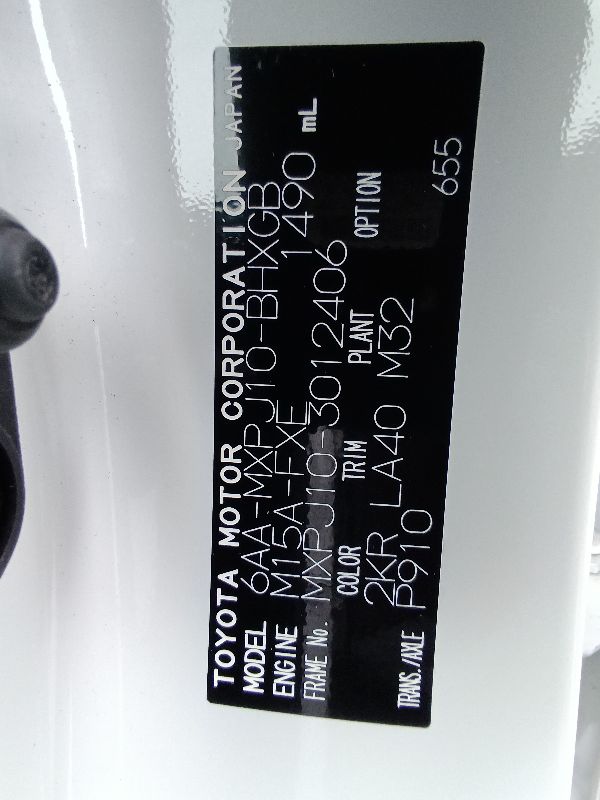 TOYOTA MOTOR CORPORATION JAPAN
MODEL 6AA-MXPJ10-BHXGB
ENGINE M15A-FXE 1490 mL
FRAME No. MXPJ10-3012406
COLOR TRIM PLANT OPTION
2KR LA40 M32
TRANS./AXLE P910 655